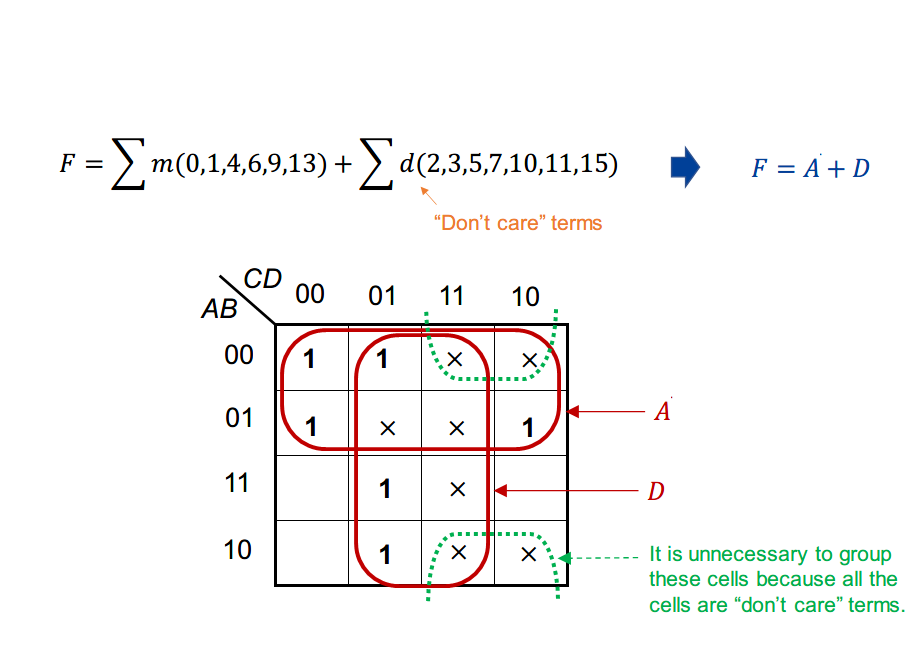 F = ∑ m(0,1,4,6,9,13) + ∑ d(2,3,5,7,10,11,15)
F = A˙ + D
“Don’t care” terms
CD
AB
00 01 11 10
00 1 1 × ×
01 1 × × 1
A˙
11 1 ×
D
10 1 × ×
It is unnecessary to group
these cells because all the
cells are “don’t care” terms.